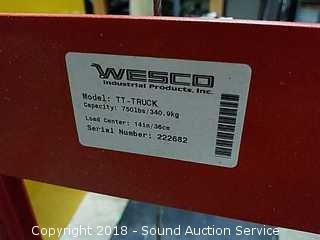 WESCO
Industrial Products, Inc.
Model: TT-TRUCK
Capacity: 750lbs/340.9kg
Load Center: 14in/36cm
Serial Number: 222682
Copyright 2018 - Sound Auction Service